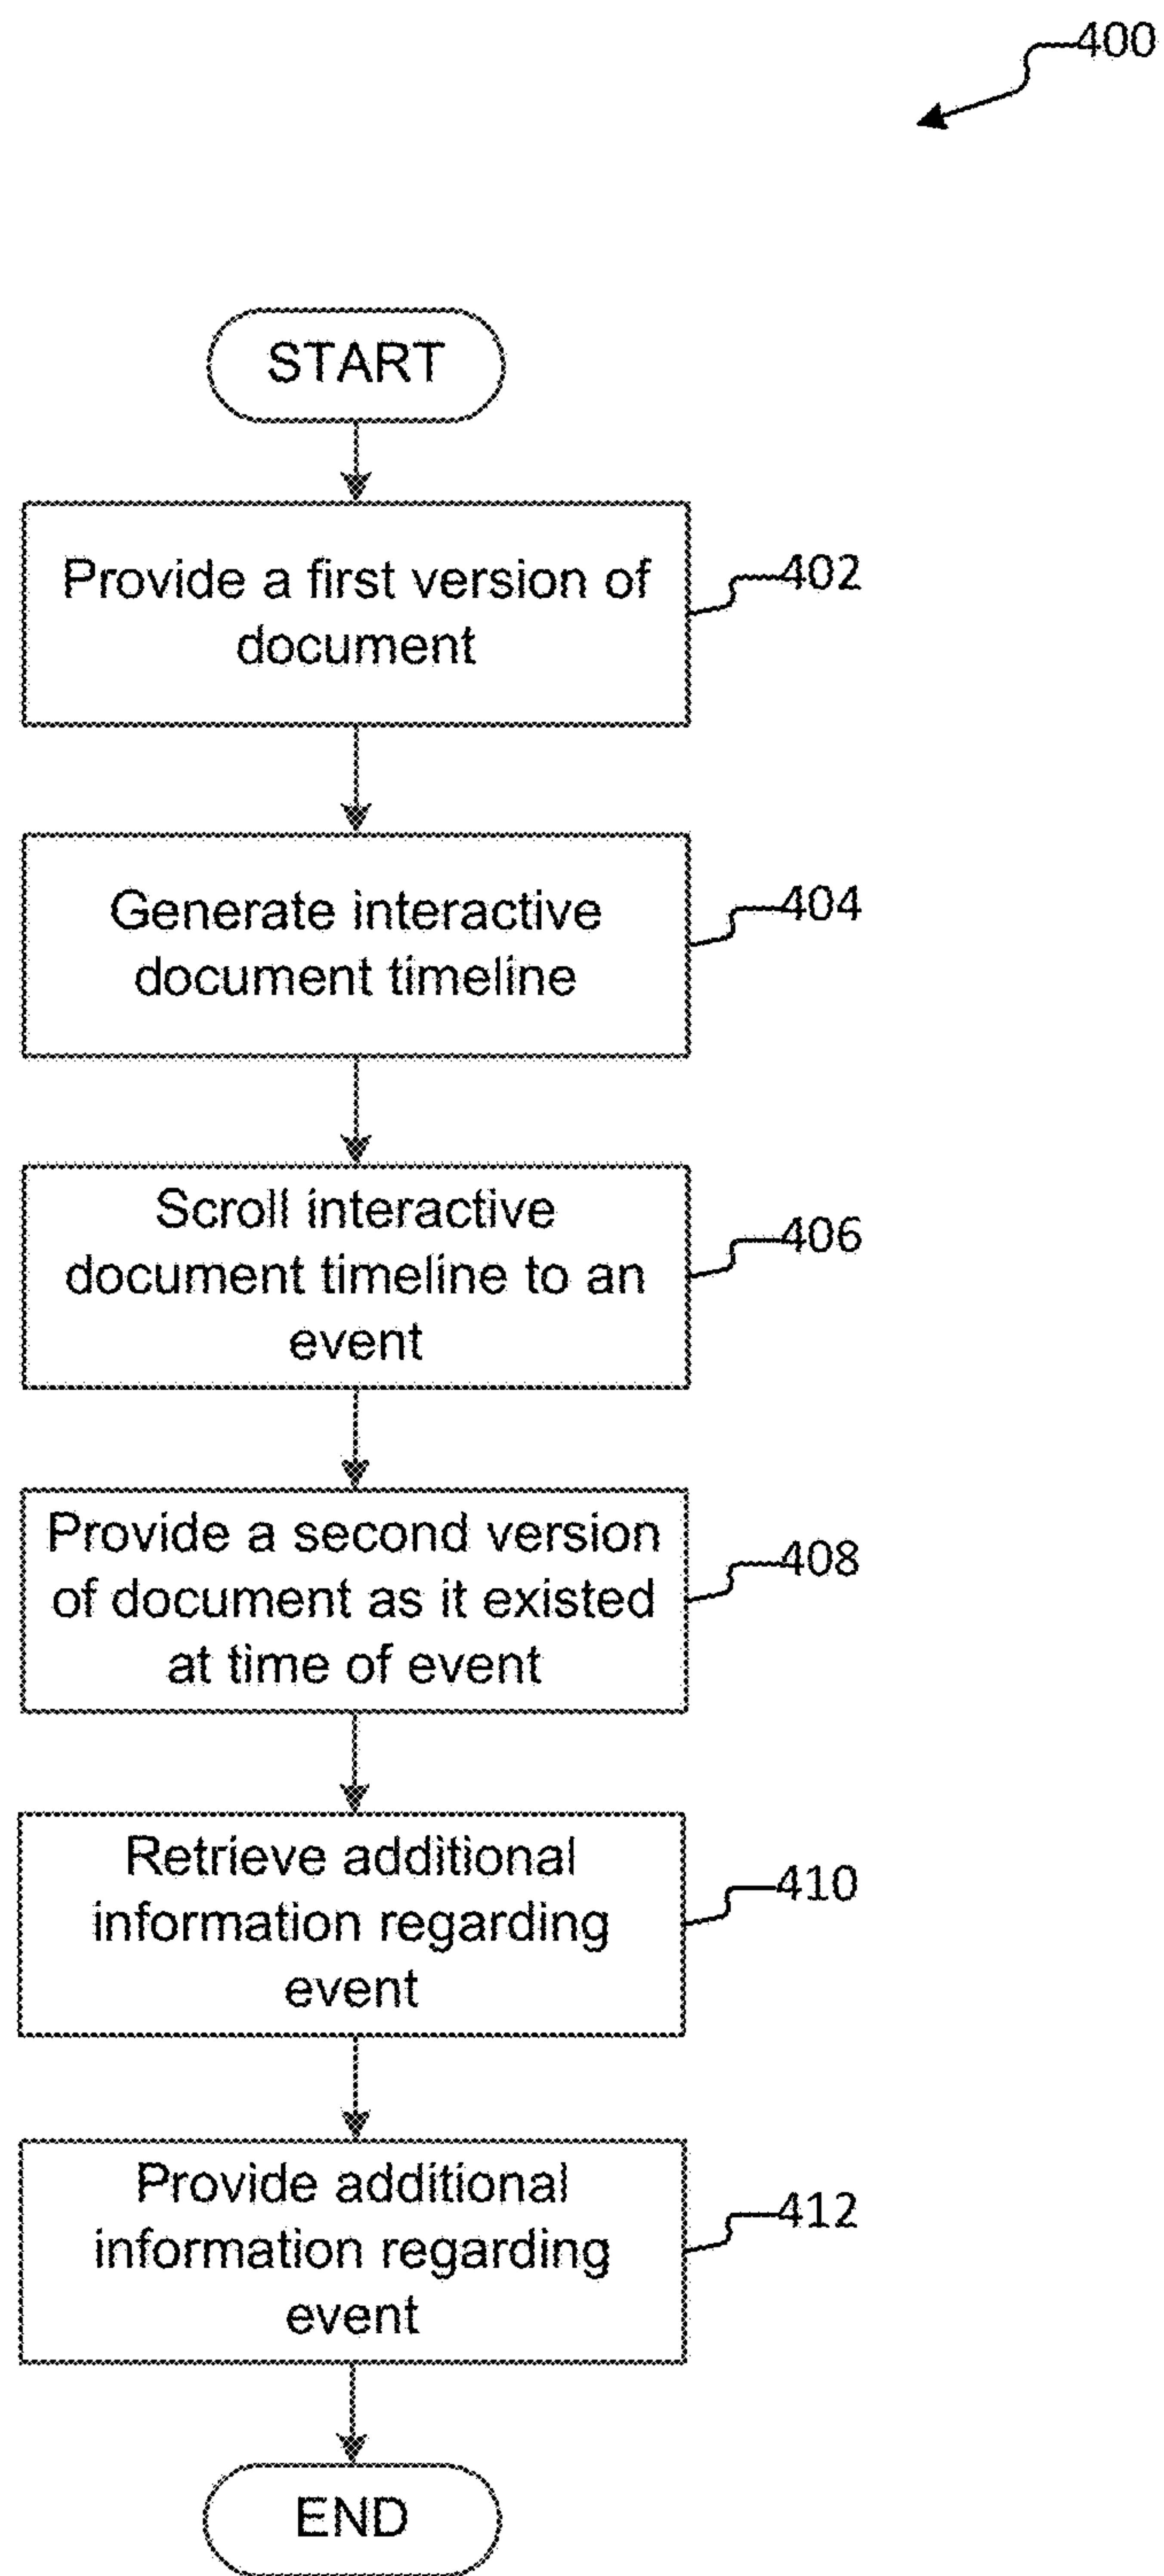 400
START
Provide a first version of
document
402
Generate interactive
document timeline
404
Scroll interactive
document timeline to an
event
406
Provide a second version
of document as it existed
at time of event
408
Retrieve additional
information regarding
event
410
Provide additional
information regarding
event
412
END